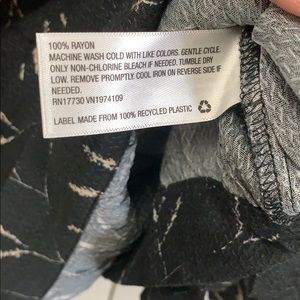 100% RAYON
MACHINE WASH COLD WITH LIKE COLORS. GENTLE CYCLE.
ONLY NON-CHLORINE BLEACH IF NEEDED. TUMBLE DRY
LOW. REMOVE PROMPTLY. COOL IRON ON REVERSE SIDE IF
NEEDED.
RN17730 VN1974109
LABEL MADE FROM 100% RECYCLED PLASTIC